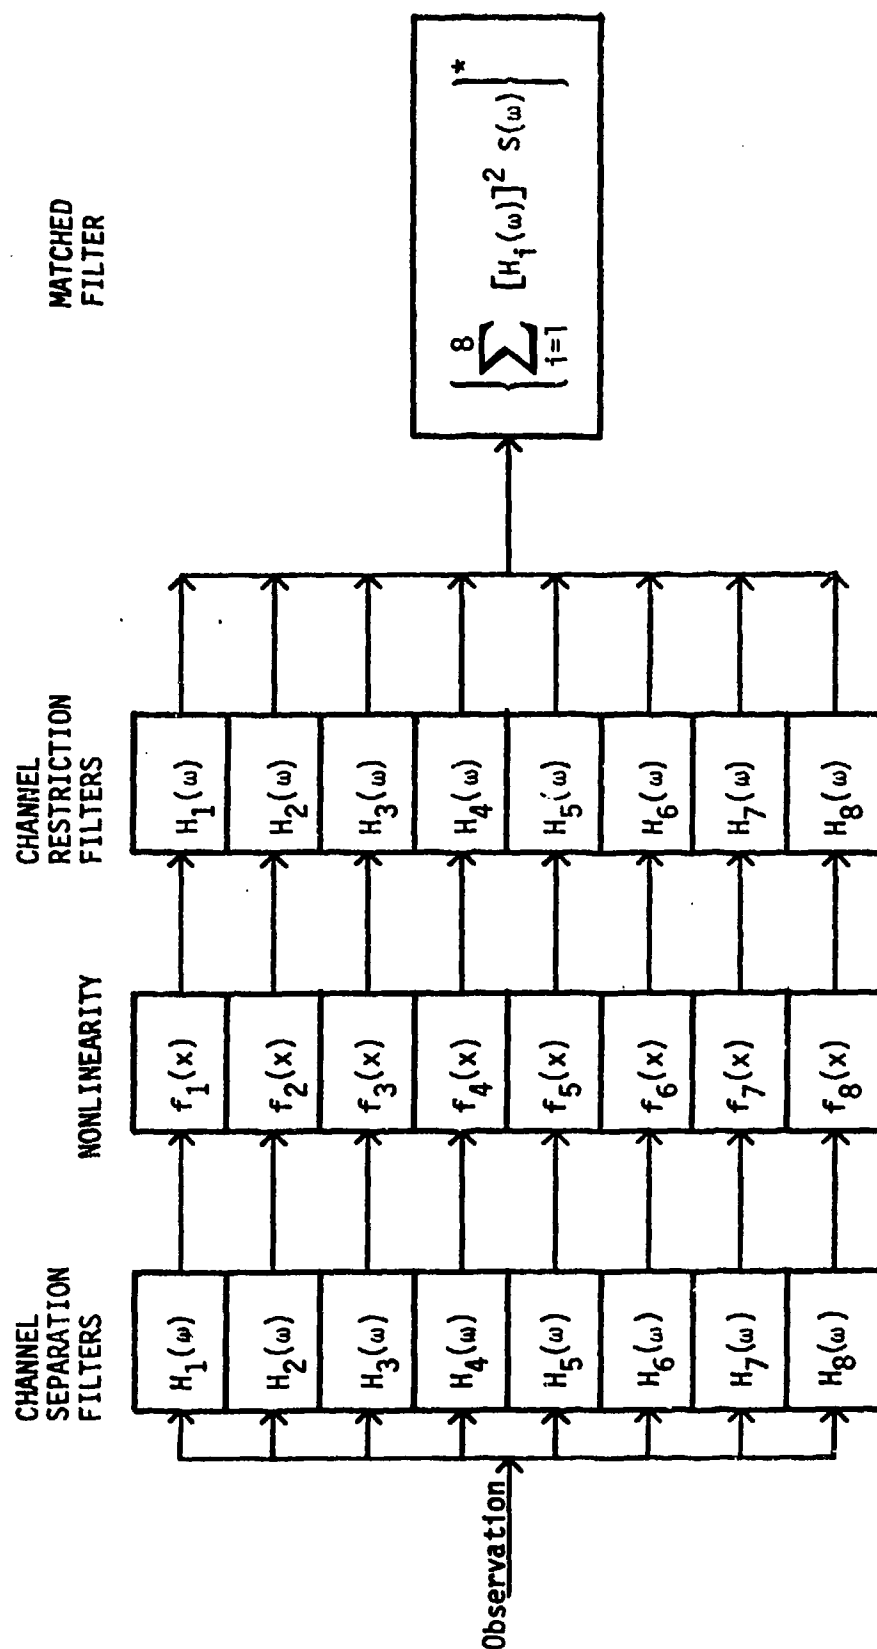 CHANNEL
SEPARATION
FILTERS
NONLINEARITY
CHANNEL
RESTRICTION
FILTERS
MATCHED
FILTER
Observation
H₁(ω)
H₂(ω)
H₃(ω)
H₄(ω)
H₅(ω)
H₆(ω)
H₇(ω)
H₈(ω)
f₁(x)
f₂(x)
f₃(x)
f₄(x)
f₅(x)
f₆(x)
f₇(x)
f₈(x)
H₁(ω)
H₂(ω)
H₃(ω)
H₄(ω)
H₅(ω)
H₆(ω)
H₇(ω)
H₈(ω)
8
{ ∑ [Hᵢ(ω)]² S(ω) }*
i=1